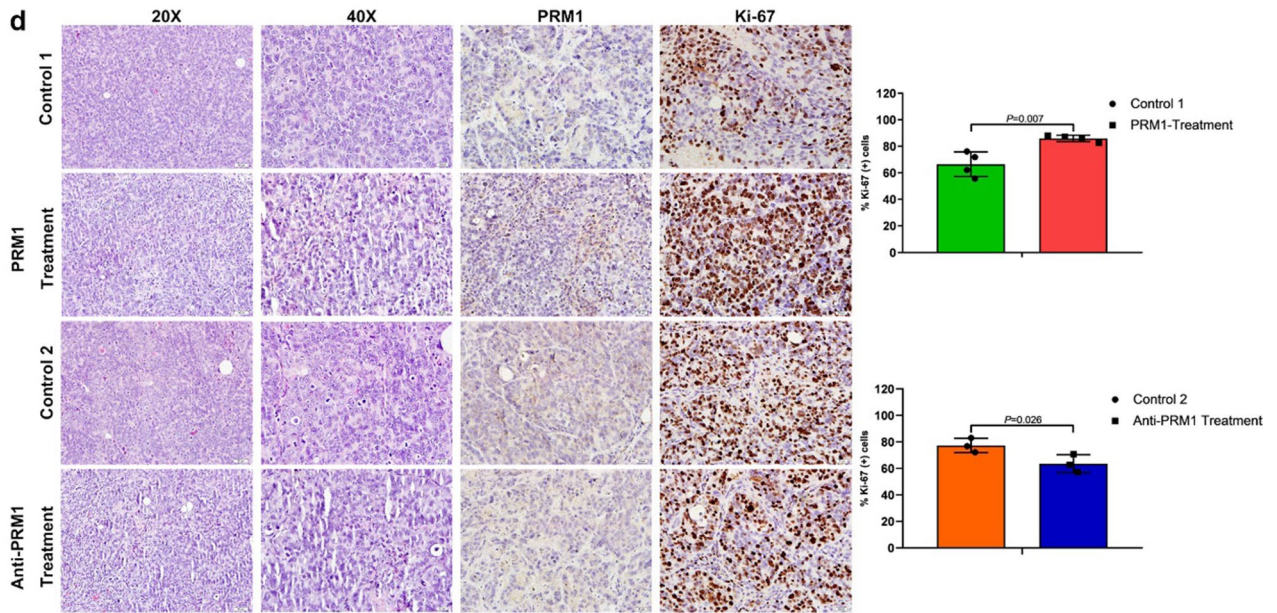 d
20X 40X PRM1 Ki-67
Control 1
PRM1
Treatment
Control 2
Anti-PRM1
Treatment
120
100
80
60
40
20
0
% Ki-67 (+) cells
P=0.007
Control 1
PRM1-Treatment
120
100
80
60
40
20
0
% Ki-67 (+) cells
P=0.026
Control 2
Anti-PRM1 Treatment